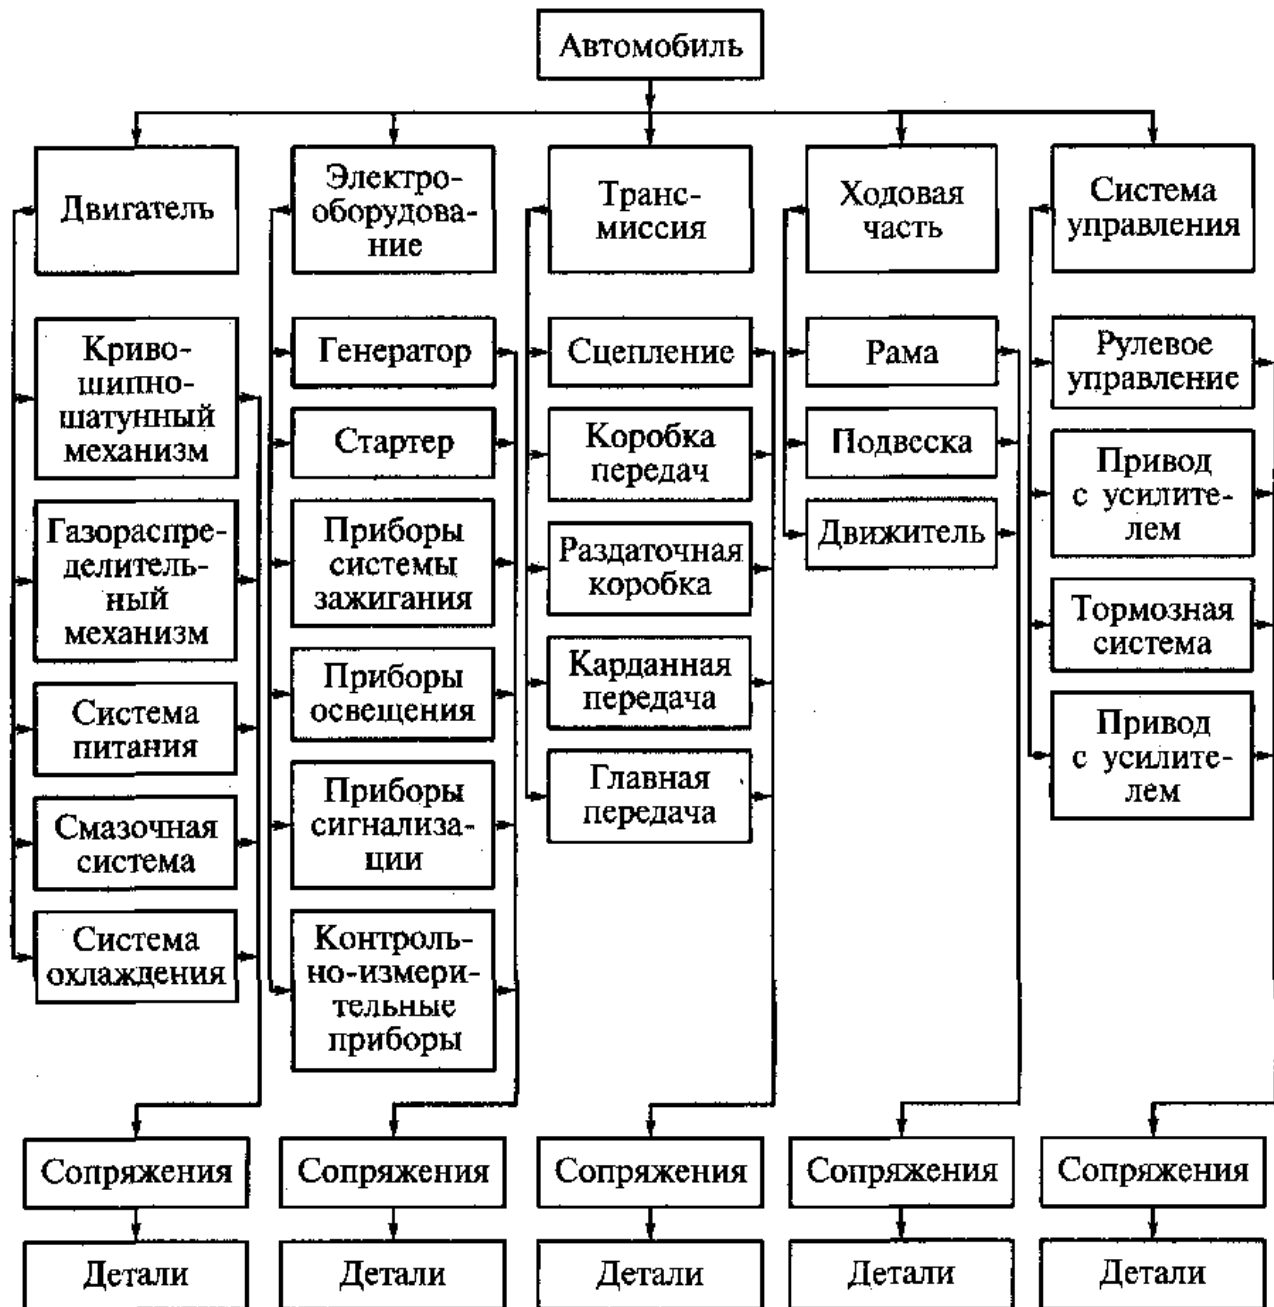 Автомобиль
Двигатель
Электро-
оборудова-
ние
Транс-
миссия
Ходовая
часть
Система
управления
Криво-
шипно-
шатунный
механизм
Газораспре-
делитель-
ный
механизм
Система
питания
Смазочная
система
Система
охлаждения
Генератор
Стартер
Приборы
системы
зажигания
Приборы
освещения
Приборы
сигнализа-
ции
Контроль-
но-измери-
тельные
приборы
Сцепление
Коробка
передач
Раздаточная
коробка
Карданная
передача
Главная
передача
Рама
Подвеска
Движитель
Рулевое
управление
Привод
с усилите-
лем
Тормозная
система
Привод
с усилите-
лем
Сопряжения
Сопряжения
Сопряжения
Сопряжения
Сопряжения
Детали
Детали
Детали
Детали
Детали